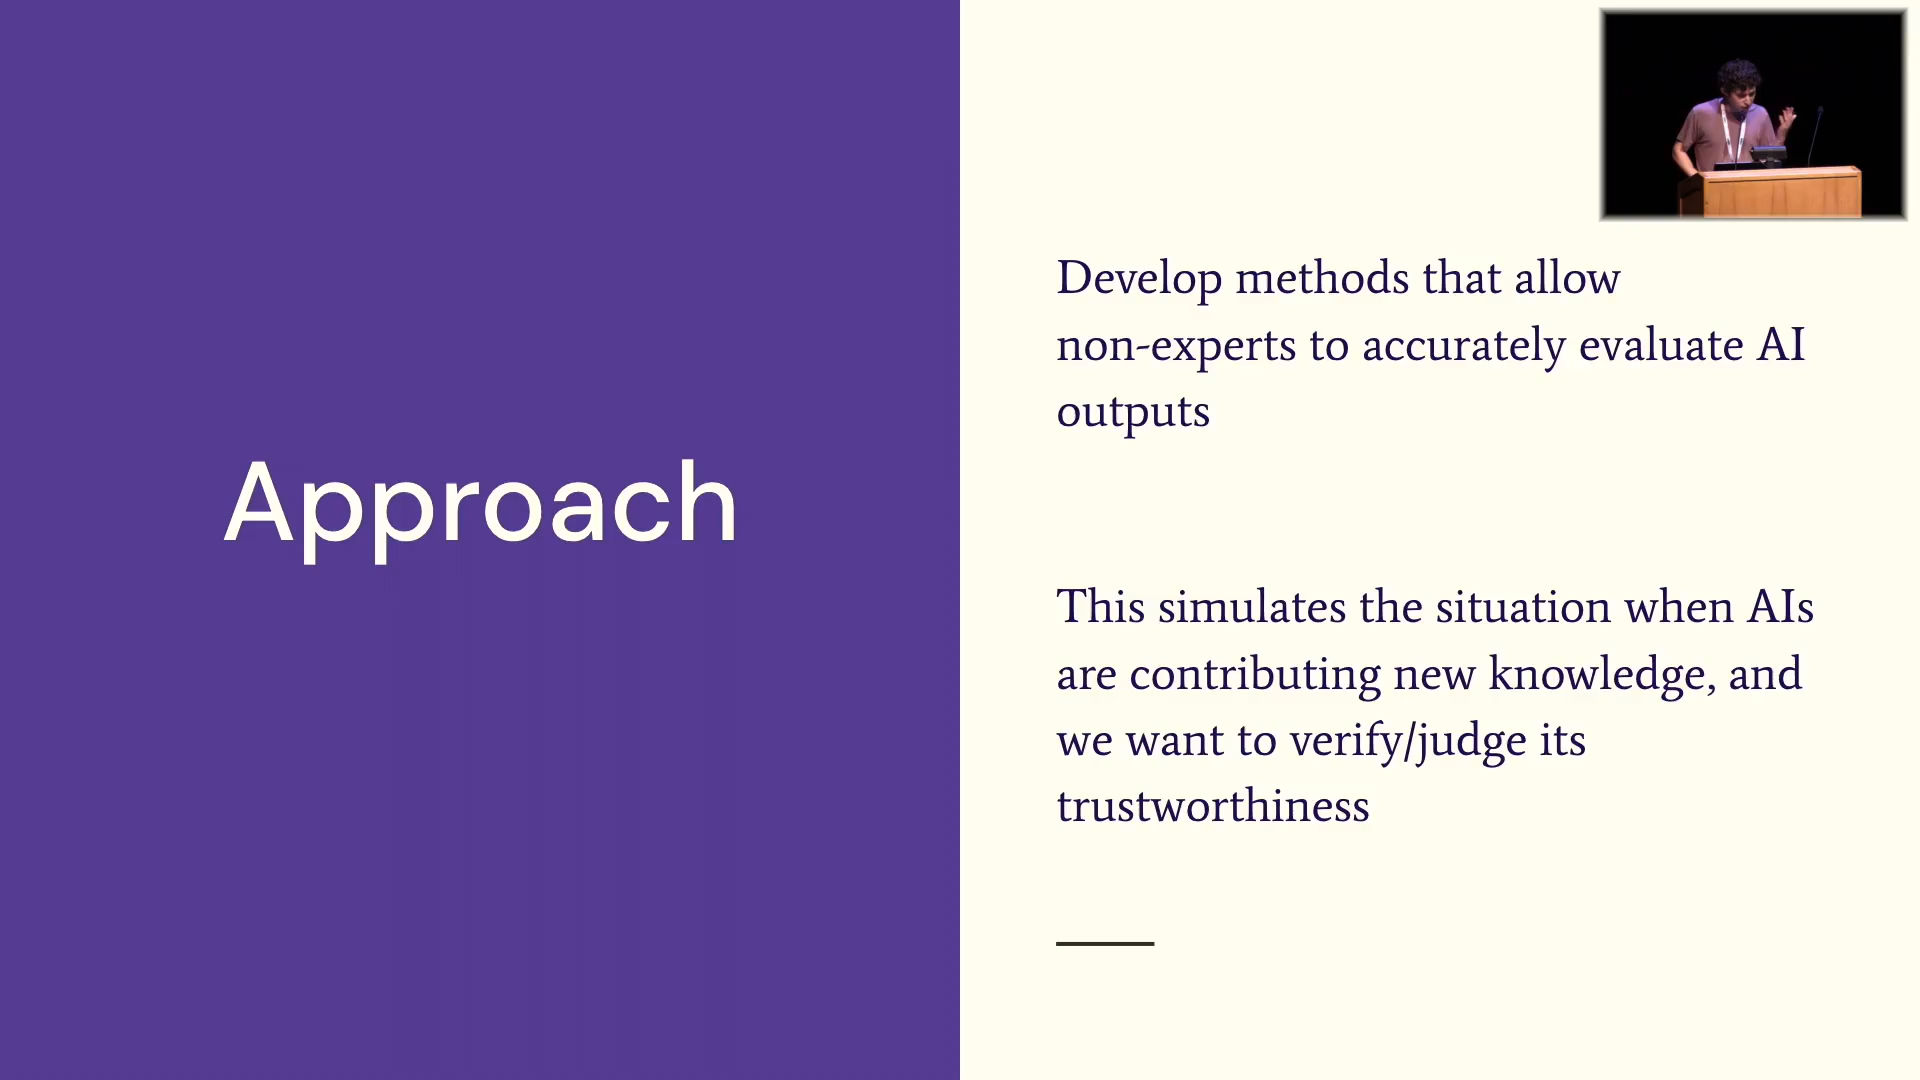 Approach
Develop methods that allow
non-experts to accurately evaluate AI
outputs
This simulates the situation when AIs
are contributing new knowledge, and
we want to verify/judge its
trustworthiness